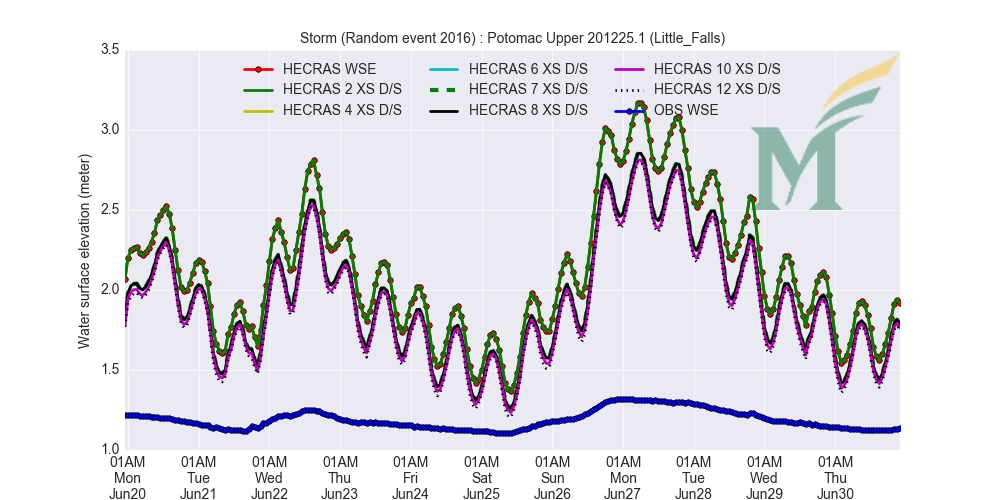 Storm (Random event 2016) : Potomac Upper 201225.1 (Little_Falls)
HECRAS WSE
HECRAS 2 XS D/S
HECRAS 4 XS D/S
HECRAS 6 XS D/S
HECRAS 7 XS D/S
HECRAS 8 XS D/S
HECRAS 10 XS D/S
HECRAS 12 XS D/S
OBS WSE
M
Water surface elevation (meter)
3.5
3.0
2.5
2.0
1.5
1.0
01AM
Mon
Jun20
01AM
Tue
Jun21
01AM
Wed
Jun22
01AM
Thu
Jun23
01AM
Fri
Jun24
01AM
Sat
Jun25
01AM
Sun
Jun26
01AM
Mon
Jun27
01AM
Tue
Jun28
01AM
Wed
Jun29
01AM
Thu
Jun30